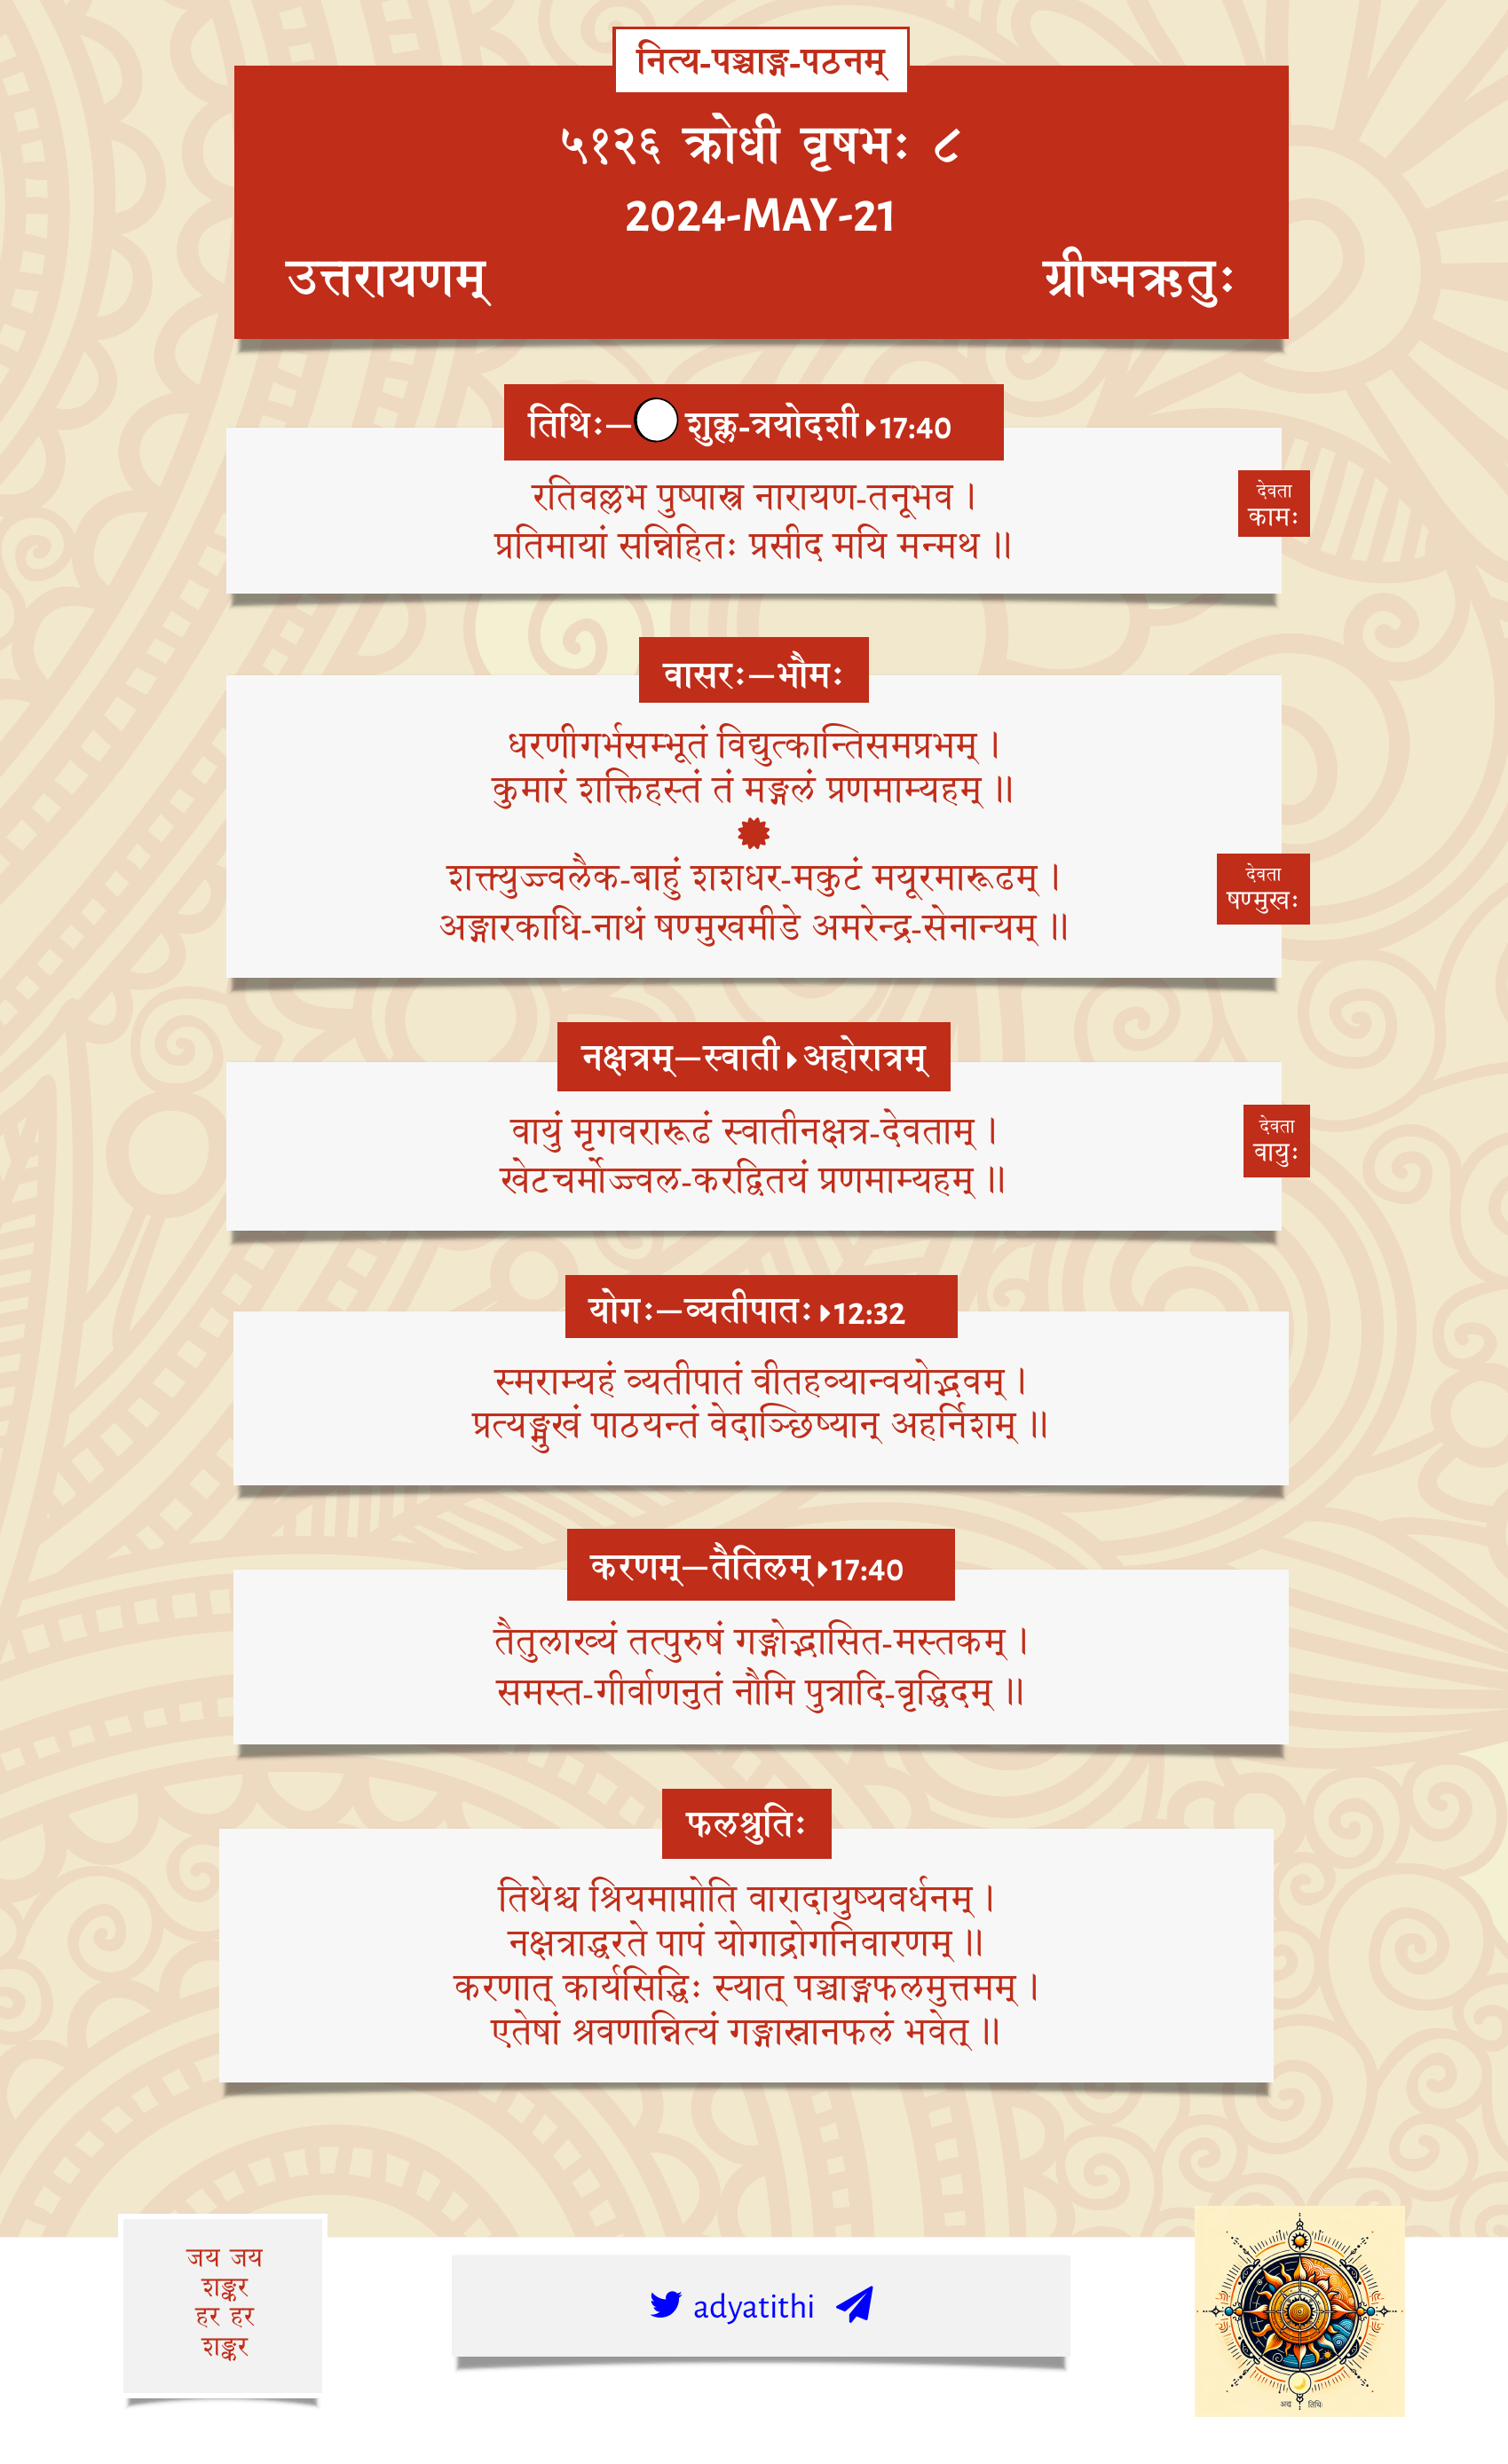 नित्य-पञ्चाङ्ग-पठनम्
५१२६ क्रोधी वृषभः ८
2024-MAY-21
उत्तरायणम् ग्रीष्मऋतुः
तिथिः—शुक्ल-त्रयोदशी 17:40
रतिवल्लभ पुष्पास्त्र नारायण-तनूभव ।
प्रतिमायां सन्निहितः प्रसीद मयि मन्मथ ॥
देवता
कामः
वासरः—भौमः
धरणीगर्भसम्भूतं विद्युत्कान्तिसमप्रभम् ।
कुमारं शक्तिहस्तं तं मङ्गलं प्रणमाम्यहम् ॥
शक्त्युज्ज्वलैक-बाहुं शशधर-मकुटं मयूरमारूढम् ।
अङ्गारकाधि-नाथं षण्मुखमीडे अमरेन्द्र-सेनान्यम् ॥
देवता
षण्मुखः
नक्षत्रम्—स्वाती अहोरात्रम्
वायुं मृगवरारूढं स्वातीनक्षत्र-देवताम् ।
खेटचर्मोज्ज्वल-करद्वितयं प्रणमाम्यहम् ॥
देवता
वायुः
योगः—व्यतीपातः 12:32
स्मराम्यहं व्यतीपातं वीतहव्यान्वयोद्भवम् ।
प्रत्यङ्मुखं पाठयन्तं वेदाञ्छिष्यान् अहर्निशम् ॥
करणम्—तैतिलम् 17:40
तैतुलाख्यं तत्पुरुषं गङ्गोद्भासित-मस्तकम् ।
समस्त-गीर्वाणनुतं नौमि पुत्रादि-वृद्धिदम् ॥
फलश्रुतिः
तिथेश्च श्रियमाप्नोति वारादायुष्यवर्धनम् ।
नक्षत्राद्धरते पापं योगाद्रोगनिवारणम् ॥
करणात् कार्यसिद्धिः स्यात् पञ्चाङ्गफलमुत्तमम् ।
एतेषां श्रवणान्नित्यं गङ्गास्नानफलं भवेत् ॥
जय जय
शङ्कर
हर हर
शङ्कर
adyatithi
अद्य तिथिः